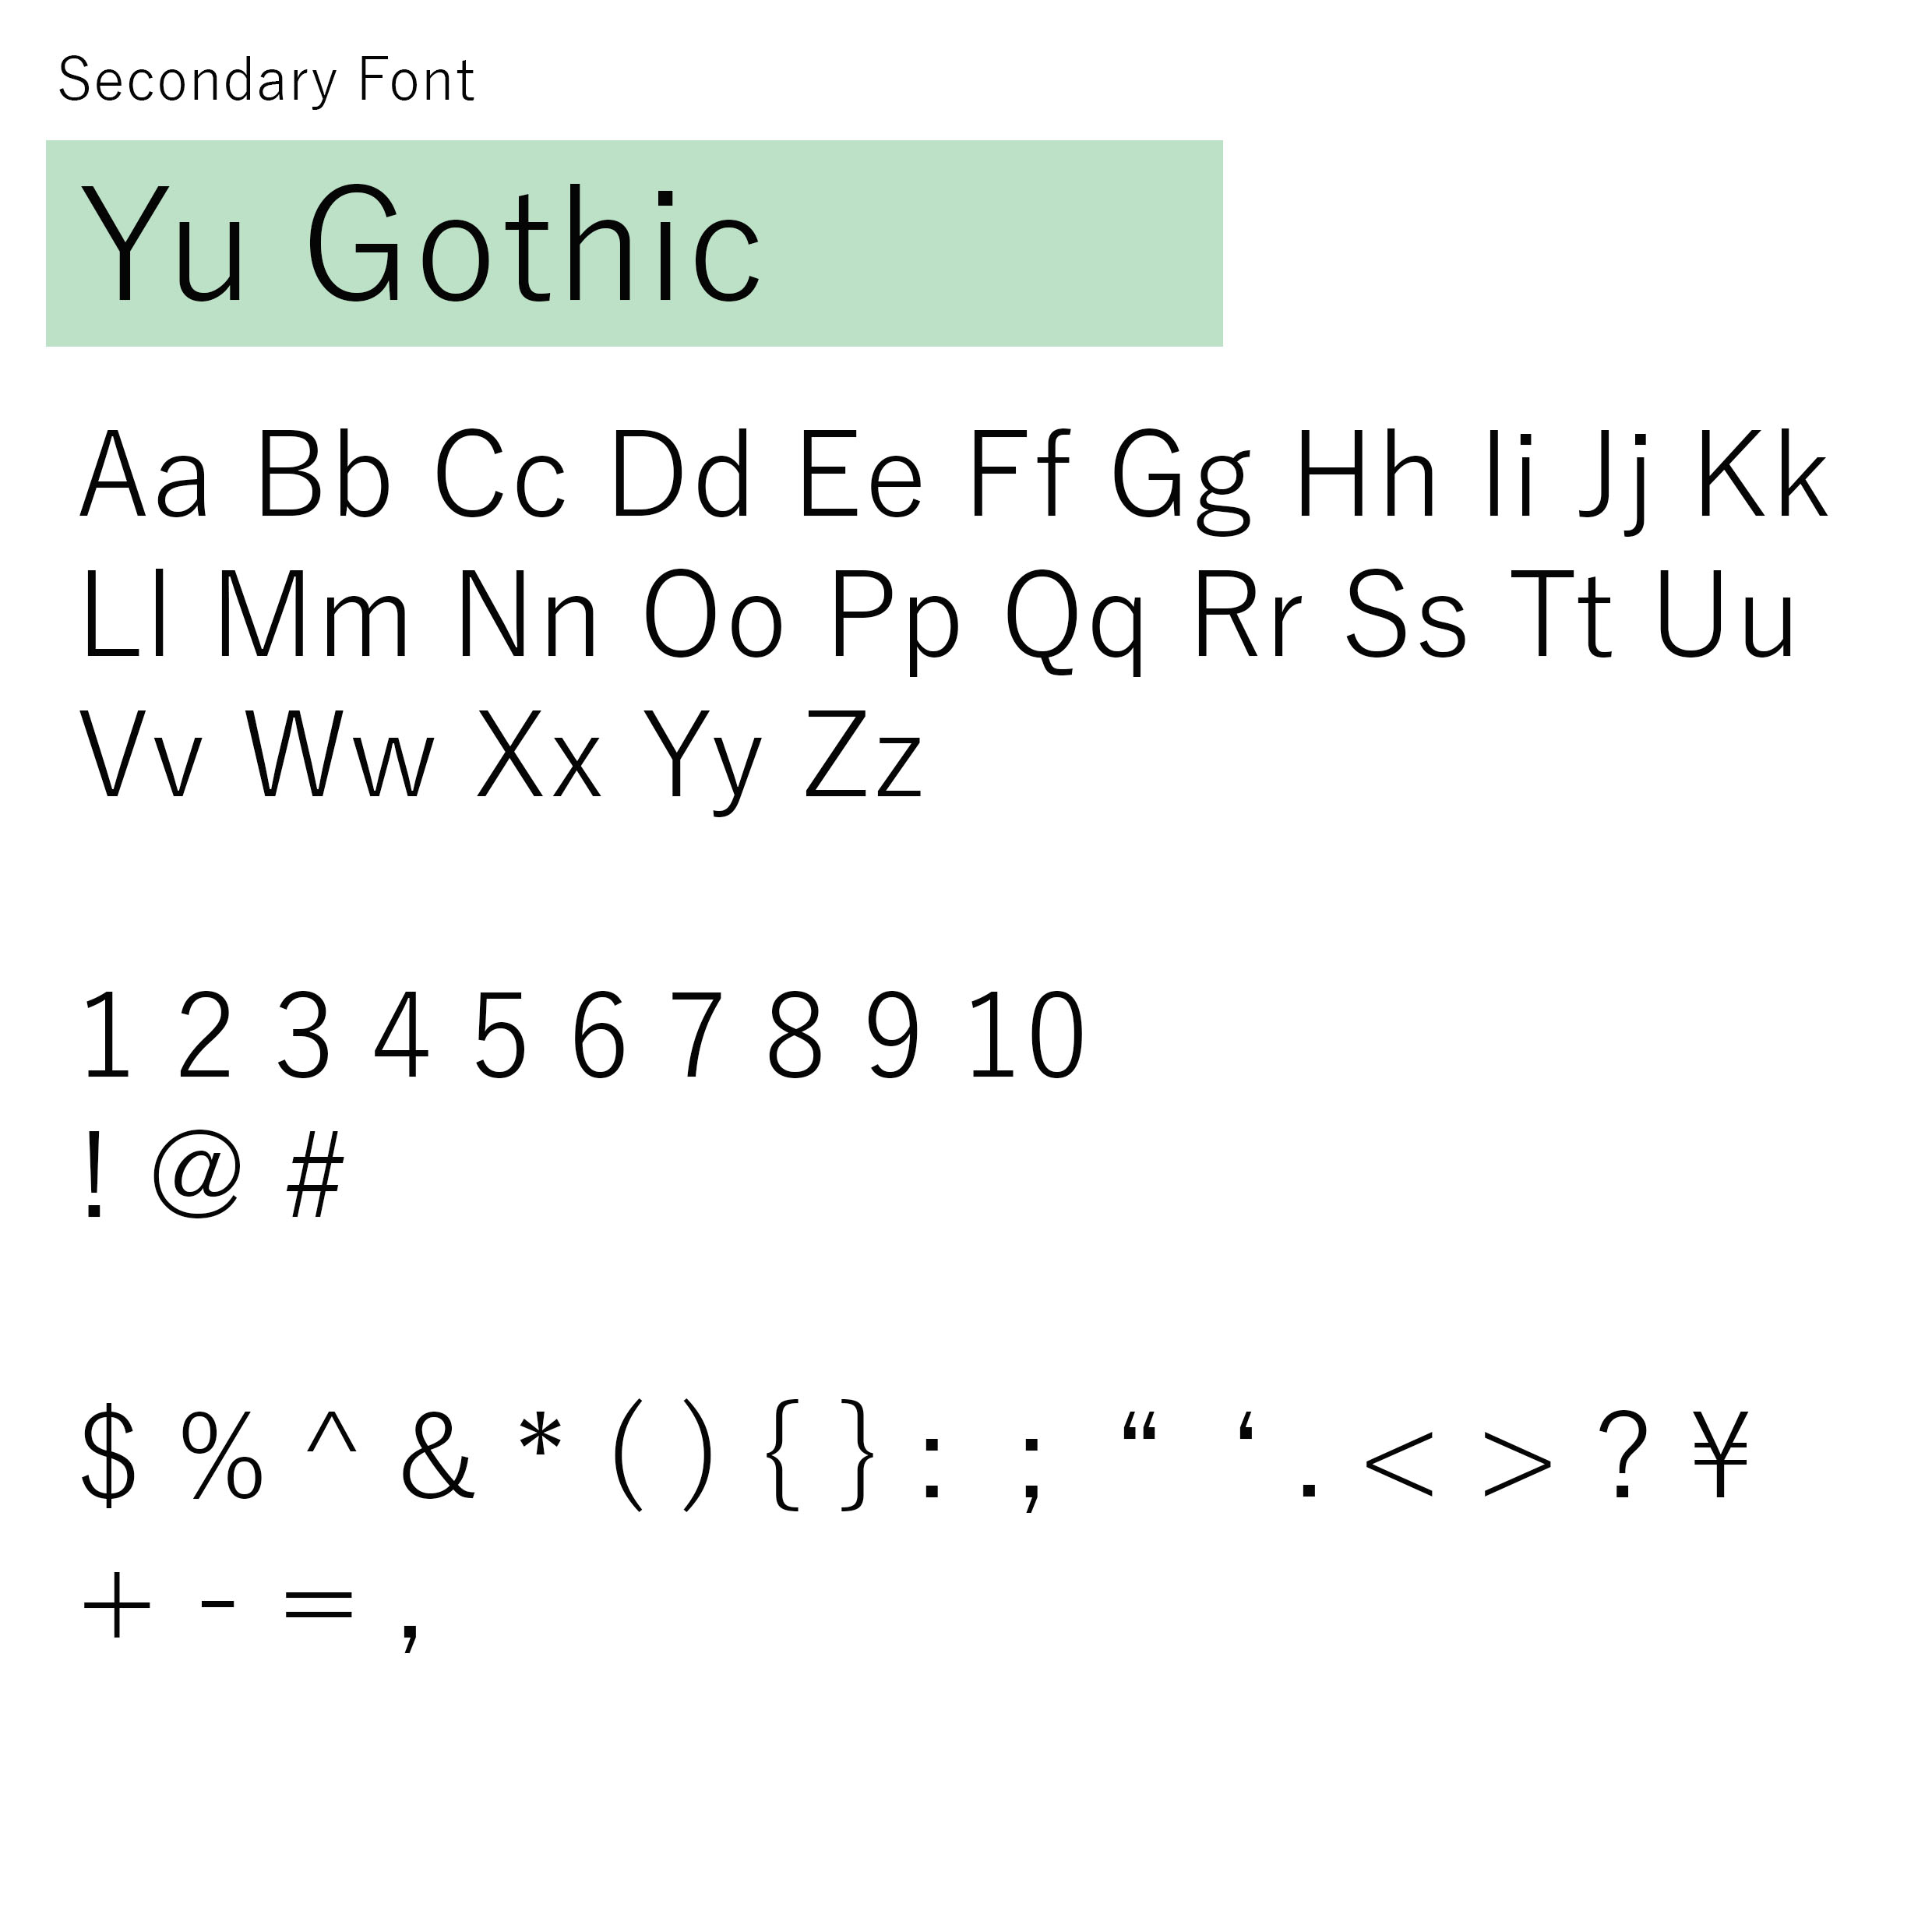 Secondary Font
Yu Gothic
Aa Bb Cc Dd Ee Ff Gg Hh Ii Jj Kk
Ll Mm Nn Oo Pp Qq Rr Ss Tt Uu
Vv Ww Xx Yy Zz
1 2 3 4 5 6 7 8 9 10
! @ #
$ % ^ & * ( ) { } : ; “ ‘ . < > ? ¥
+ - = ,